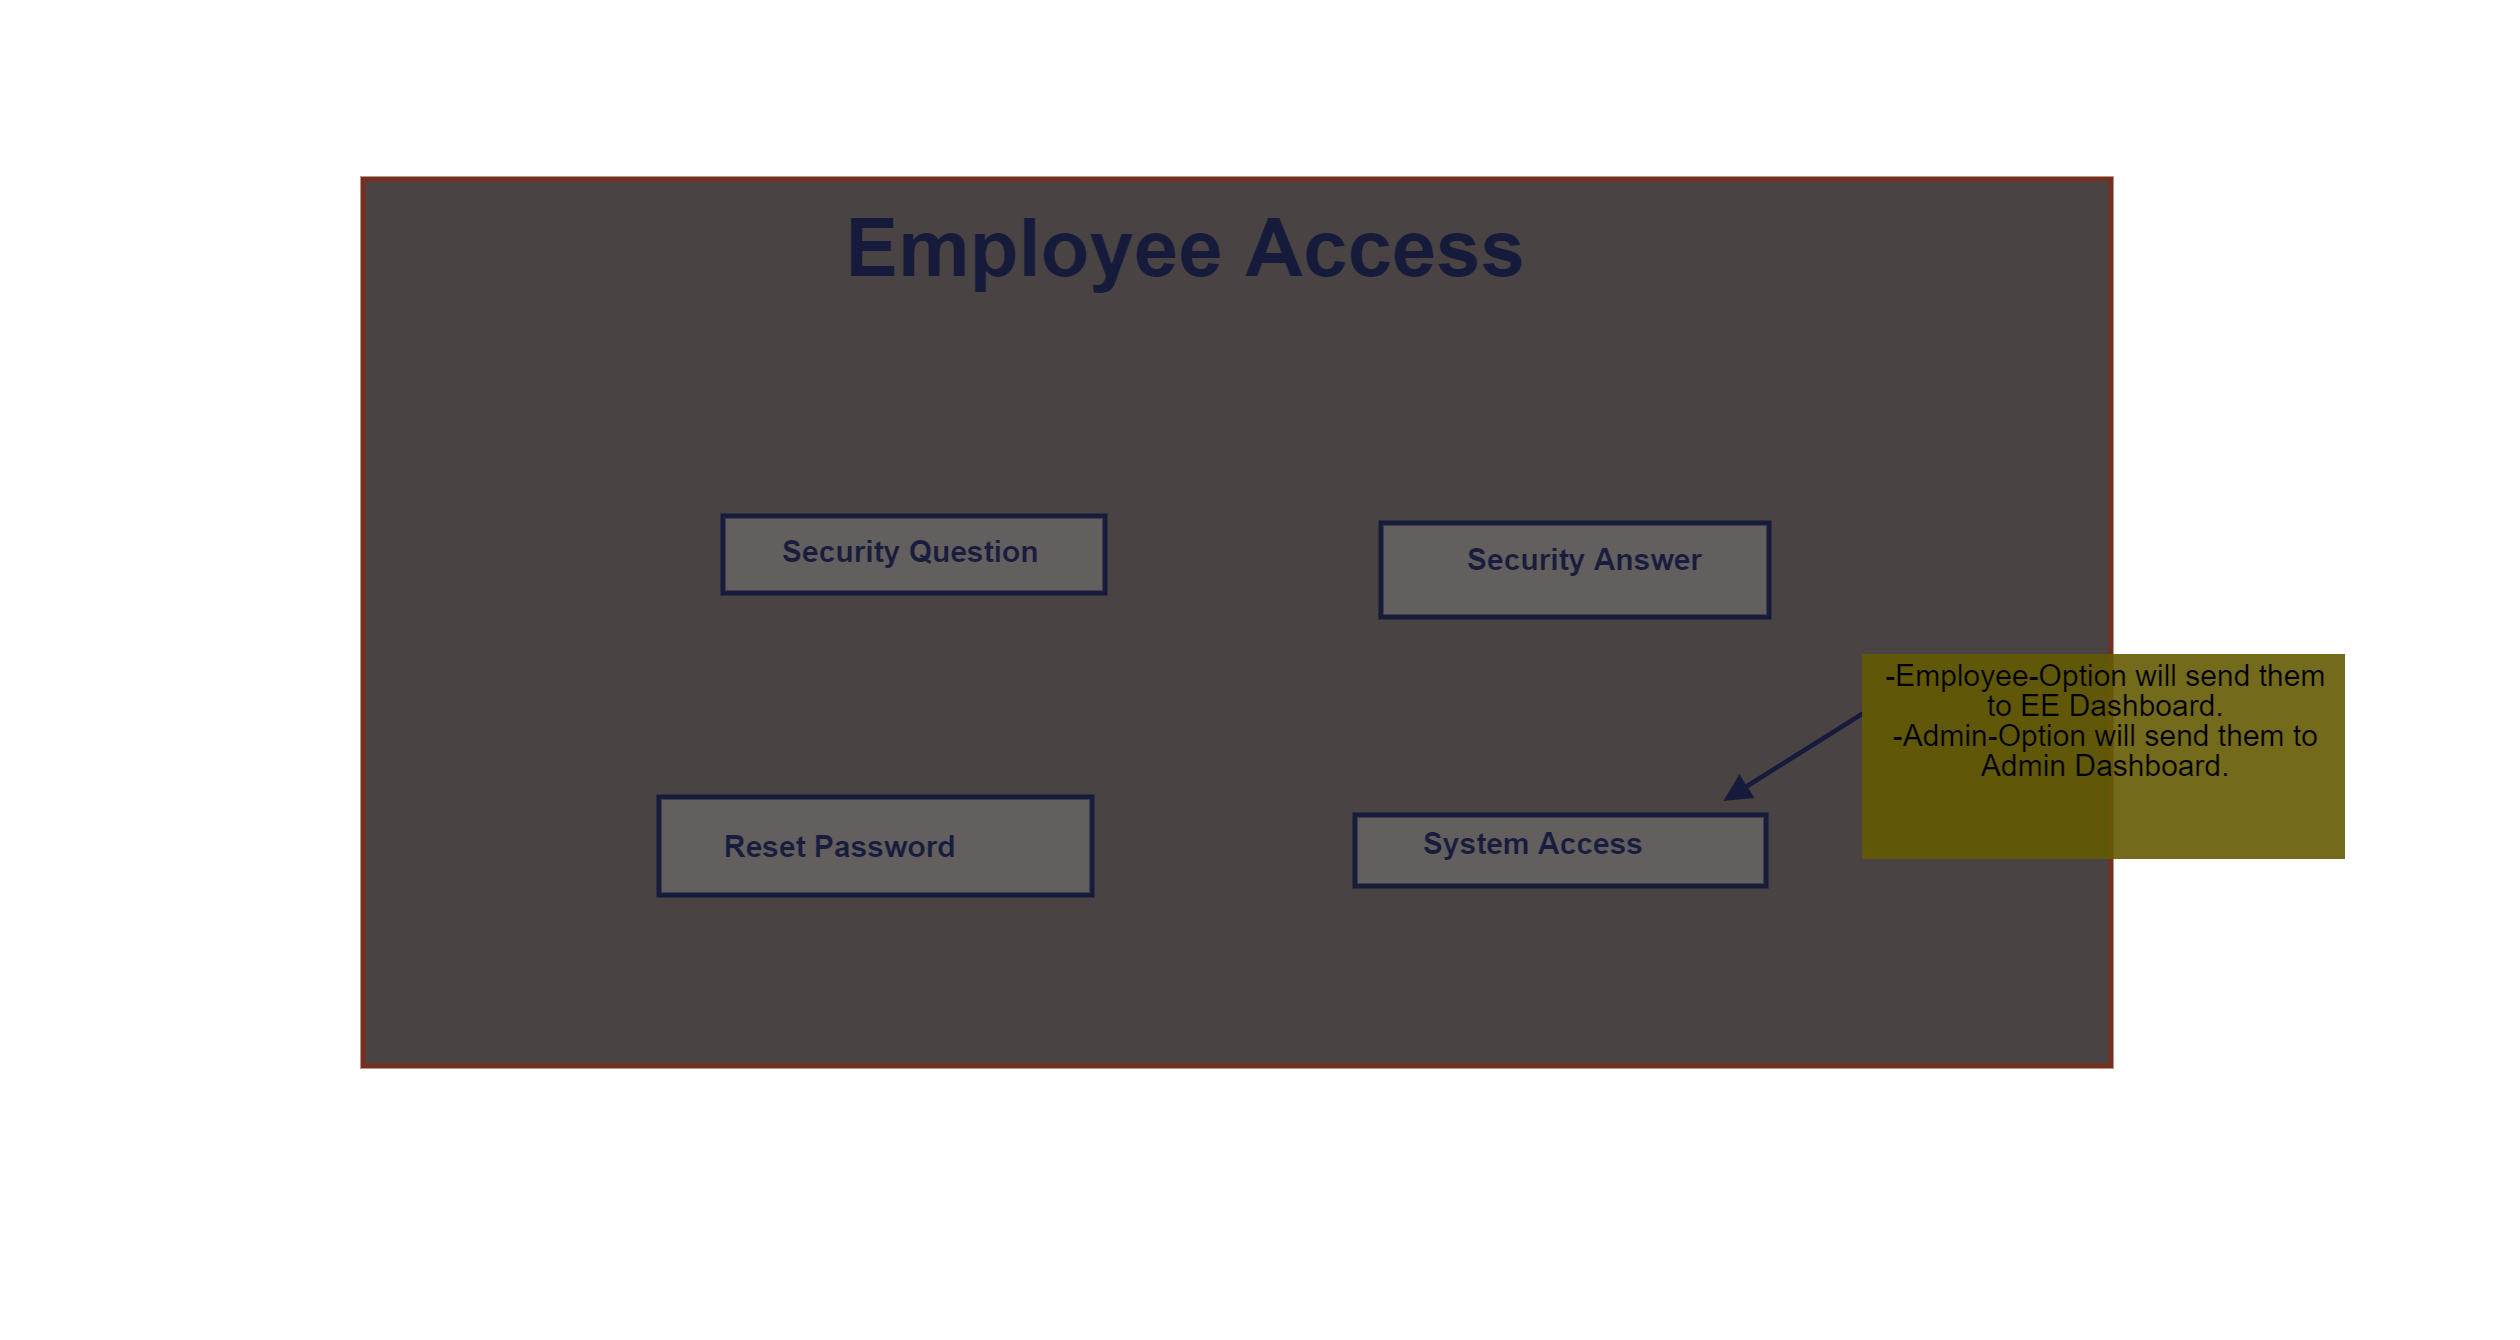 Employee Access
Security Question
Security Answer
-Employee-Option will send them
to EE Dashboard.
-Admin-Option will send them to
Admin Dashboard.
Reset Password
System Access